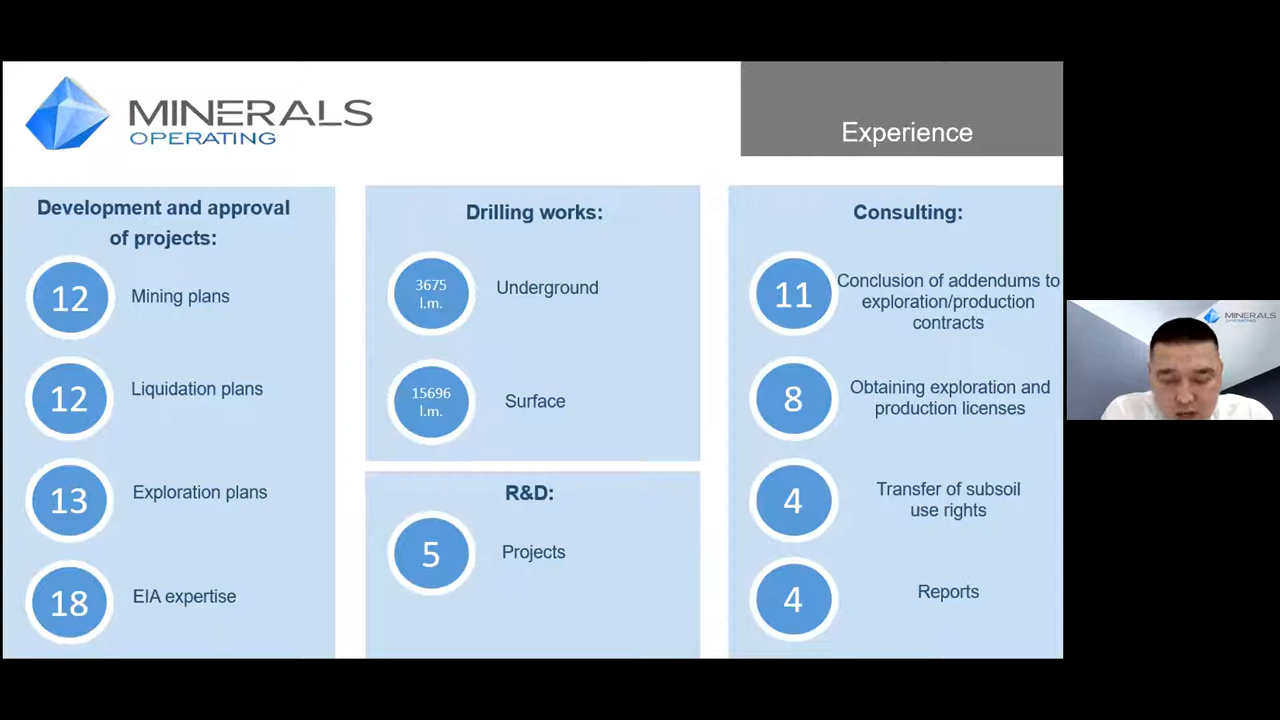 MINERALS
OPERATING
Experience
Development and approval
of projects:
12
Mining plans
12
Liquidation plans
13
Exploration plans
18
EIA expertise
Drilling works:
3675
l.m.
Underground
15696
l.m.
Surface
R&D:
5
Projects
Consulting:
11
Conclusion of addendums to
exploration/production
contracts
8
Obtaining exploration and
production licenses
4
Transfer of subsoil
use rights
4
Reports
MINERALS
OPERATING